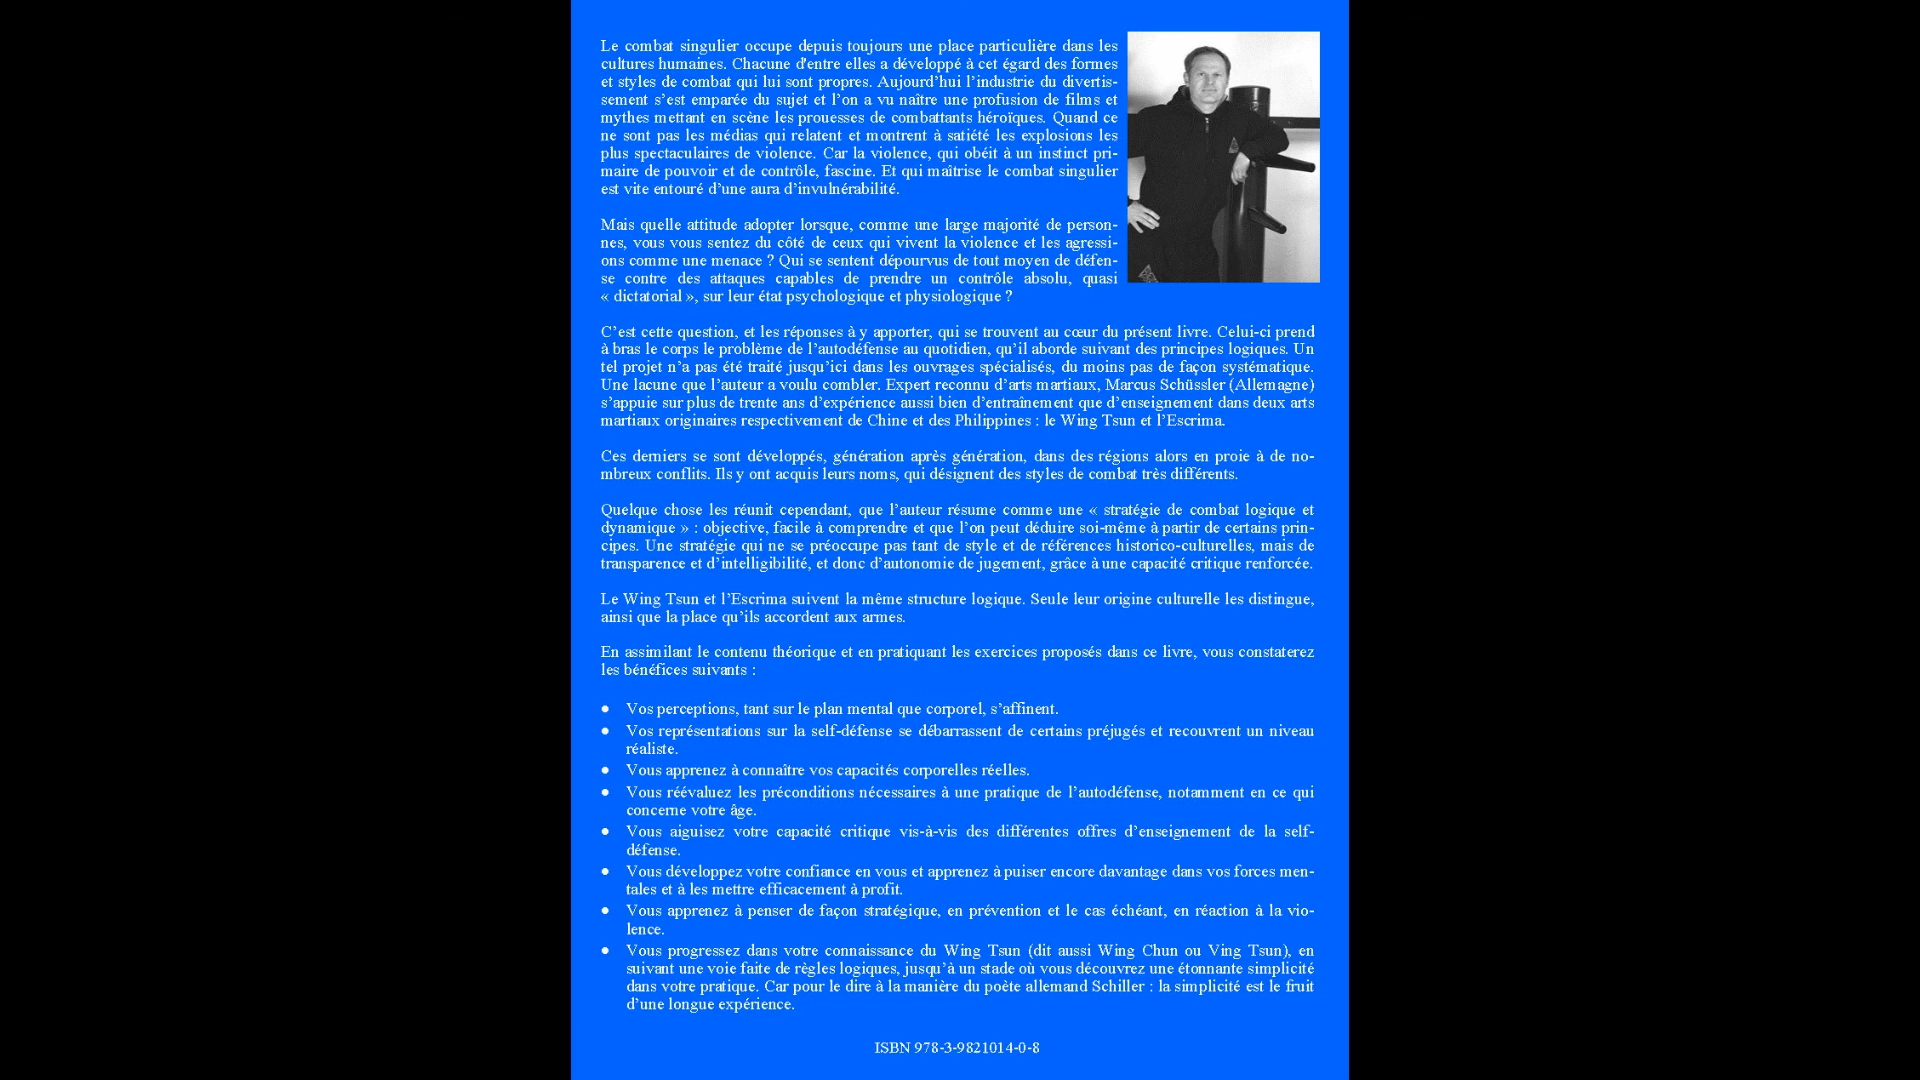 Le combat singulier occupe depuis toujours une place particulière dans les
cultures humaines. Chacune d'entre elles a développé à cet égard des formes
et styles de combat qui lui sont propres. Aujourd’hui l’industrie du divertis-
sement s’est emparée du sujet et l’on a vu naître une profusion de films et
mythes mettant en scène les prouesses de combattants héroïques. Quand ce
ne sont pas les médias qui relatent et montrent à satiété les explosions les
plus spectaculaires de violence. Car la violence, qui obéit à un instinct pri-
maire de pouvoir et de contrôle, fascine. Et qui maîtrise le combat singulier
est vite entouré d’une aura d’invulnérabilité.
Mais quelle attitude adopter lorsque, comme une large majorité de person-
nes, vous vous sentez du côté de ceux qui vivent la violence et les agressi-
ons comme une menace ? Qui se sentent dépourvus de tout moyen de défen-
se contre des attaques capables de prendre un contrôle absolu, quasi
« dictatorial », sur leur état psychologique et physiologique ?
C’est cette question, et les réponses à y apporter, qui se trouvent au cœur du présent livre. Celui-ci prend
à bras le corps le problème de l’autodéfense au quotidien, qu’il aborde suivant des principes logiques. Un
tel projet n’a pas été traité jusqu’ici dans les ouvrages spécialisés, du moins pas de façon systématique.
Une lacune que l’auteur a voulu combler. Expert reconnu d’arts martiaux, Marcus Schüssler (Allemagne)
s’appuie sur plus de trente ans d’expérience aussi bien d’entraînement que d’enseignement dans deux arts
martiaux originaires respectivement de Chine et des Philippines : le Wing Tsun et l’Escrima.
Ces derniers se sont développés, génération après génération, dans des régions alors en proie à de no-
mbreux conflits. Ils y ont acquis leurs noms, qui désignent des styles de combat très différents.
Quelque chose les réunit cependant, que l’auteur résume comme une « stratégie de combat logique et
dynamique » : objective, facile à comprendre et que l’on peut déduire soi-même à partir de certains prin-
cipes. Une stratégie qui ne se préoccupe pas tant de style et de références historico-culturelles, mais de
transparence et d’intelligibilité, et donc d’autonomie de jugement, grâce à une capacité critique renforcée.
Le Wing Tsun et l’Escrima suivent la même structure logique. Seule leur origine culturelle les distingue,
ainsi que la place qu’ils accordent aux armes.
En assimilant le contenu théorique et en pratiquant les exercices proposés dans ce livre, vous constaterez
les bénéfices suivants :
● Vos perceptions, tant sur le plan mental que corporel, s’affinent.
● Vos représentations sur la self-défense se débarrassent de certains préjugés et recouvrent un niveau
réaliste.
● Vous apprenez à connaître vos capacités corporelles réelles.
● Vous réévaluez les préconditions nécessaires à une pratique de l’autodéfense, notamment en ce qui
concerne votre âge.
● Vous aiguisez votre capacité critique vis-à-vis des différentes offres d’enseignement de la self-
défense.
● Vous développez votre confiance en vous et apprenez à puiser encore davantage dans vos forces men-
tales et à les mettre efficacement à profit.
● Vous apprenez à penser de façon stratégique, en prévention et le cas échéant, en réaction à la vio-
lence.
● Vous progressez dans votre connaissance du Wing Tsun (dit aussi Wing Chun ou Ving Tsun), en
suivant une voie faite de règles logiques, jusqu’à un stade où vous découvrez une étonnante simplicité
dans votre pratique. Car pour le dire à la manière du poète allemand Schiller : la simplicité est le fruit
d’une longue expérience.
ISBN 978-3-9821014-0-8